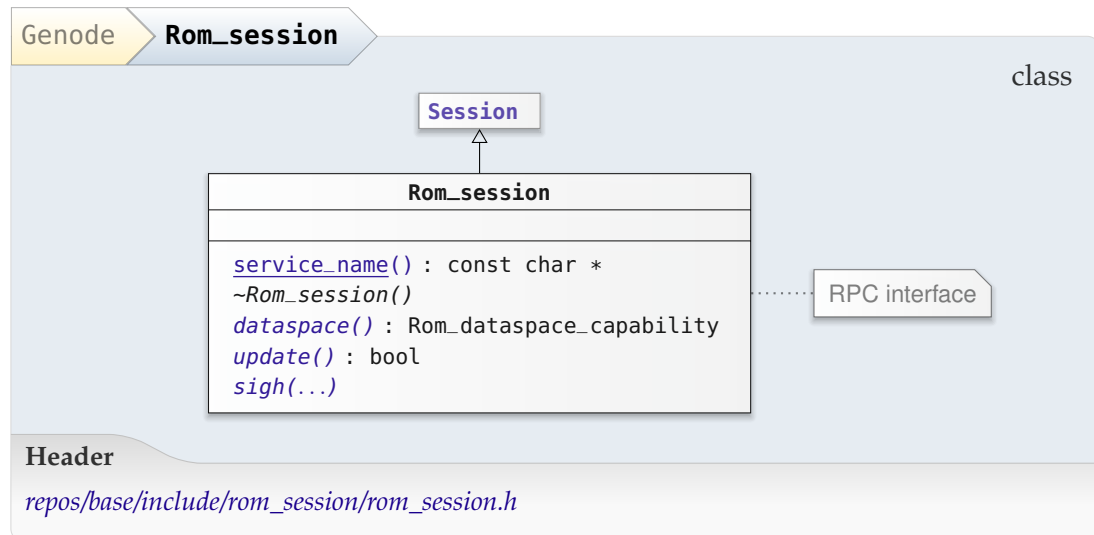 Genode Rom_session
class
Session
Rom_session
service_name() : const char *
~Rom_session()
dataspace() : Rom_dataspace_capability
update() : bool
sigh(...)
RPC interface
Header
repos/base/include/rom_session/rom_session.h